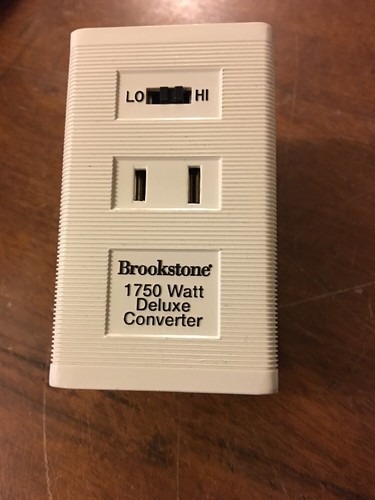 LO HI
Brookstone®
1750 Watt
Deluxe
Converter